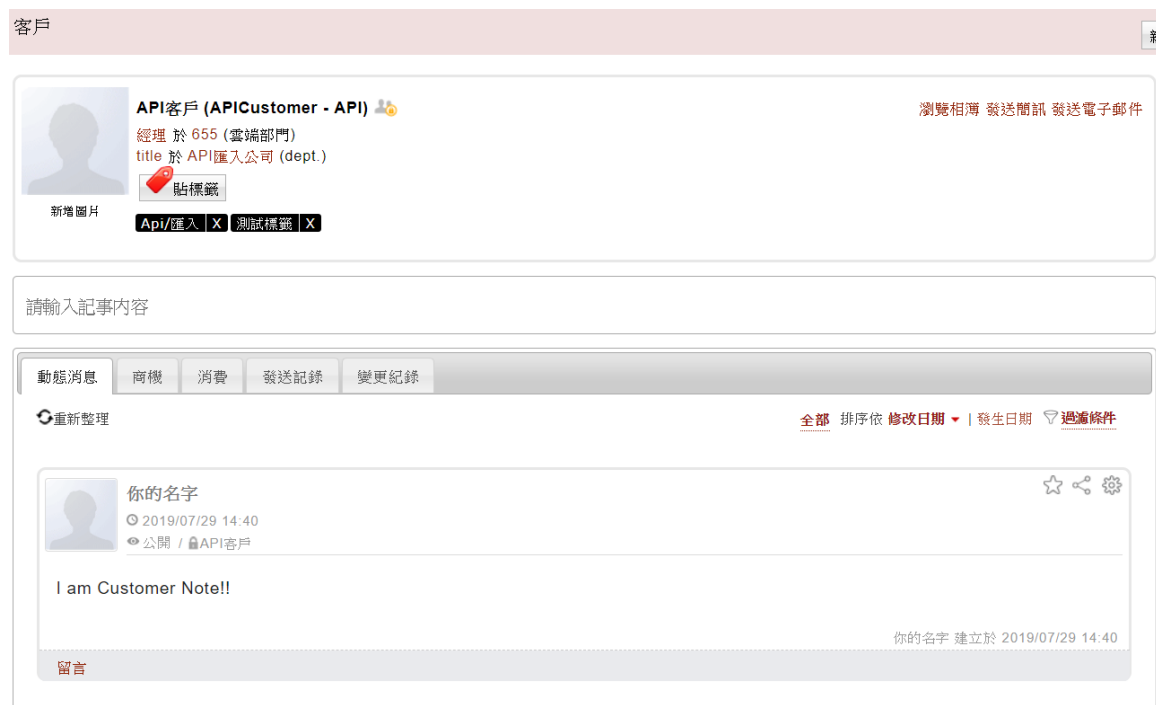 客戶
API客戶 (APICustomer - API)
瀏覽相簿 發送簡訊 發送電子郵件
經理 於 655 (雲端部門)
title 於 API匯入公司 (dept.)
貼標籤
新增圖片
Api/匯入 X 測試標籤 X
請輸入記事内容
動態消息 商機 消費 發送記錄 變更紀錄
重新整理
全部 排序依 修改日期 | 發生日期 過濾條件
你的名字
2019/07/29 14:40
公開 / API客戶
I am Customer Note!!
你的名字 建立於 2019/07/29 14:40
留言